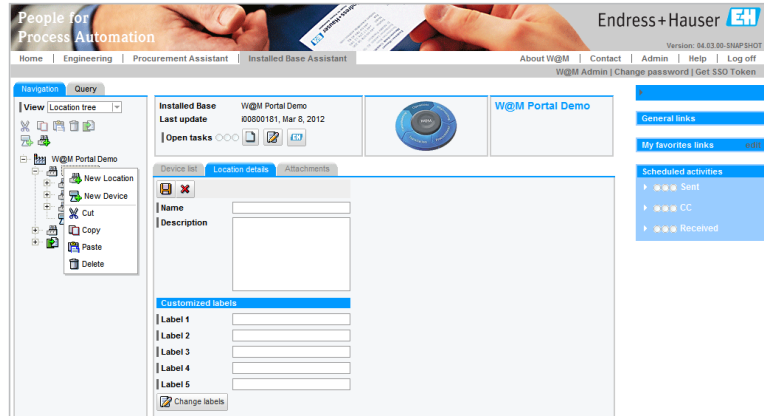 People for
Process Automation
Endress+Hauser EH
Version: 04.03.00-SNAPSHOT
Home | Engineering | Procurement Assistant | Installed Base Assistant
About W@M | Contact | Admin | Help | Log off
W@M Admin | Change password | Get SSO Token
Navigation Query
View Location tree
W@M Portal Demo
New Location
New Device
Cut
Copy
Paste
Delete
Installed Base W@M Portal Demo
Last update i00800181, Mar 8, 2012
Open tasks
W@M Portal Demo
Device list Location details Attachments
Name
Description
Customized labels
Label 1
Label 2
Label 3
Label 4
Label 5
Change labels
General links
My favorites links edit
Scheduled activities
Sent
CC
Received